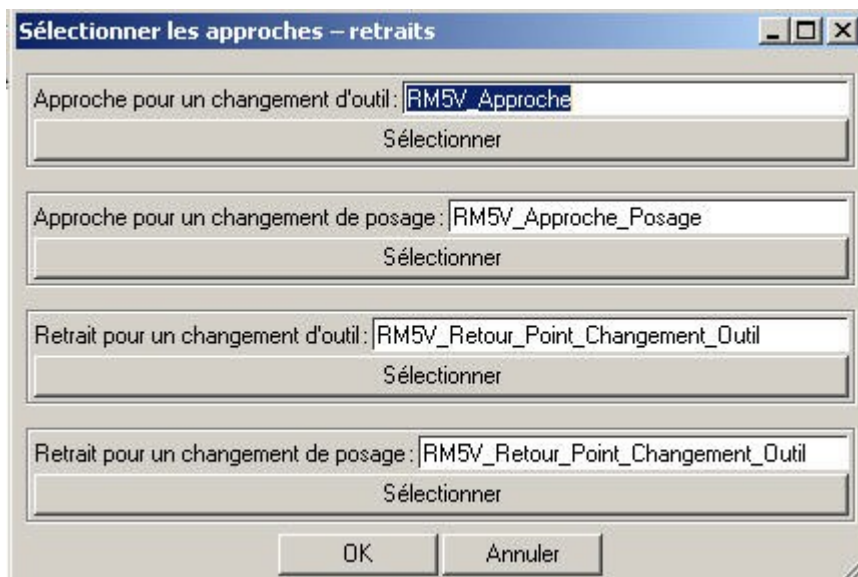 Sélectionner les approches – retraits
Approche pour un changement d'outil : RM5V_Approche
Sélectionner
Approche pour un changement de posage : RM5V_Approche_Posage
Sélectionner
Retrait pour un changement d'outil : RM5V_Retour_Point_Changement_Outil
Sélectionner
Retrait pour un changement de posage : RM5V_Retour_Point_Changement_Outil
Sélectionner
OK Annuler